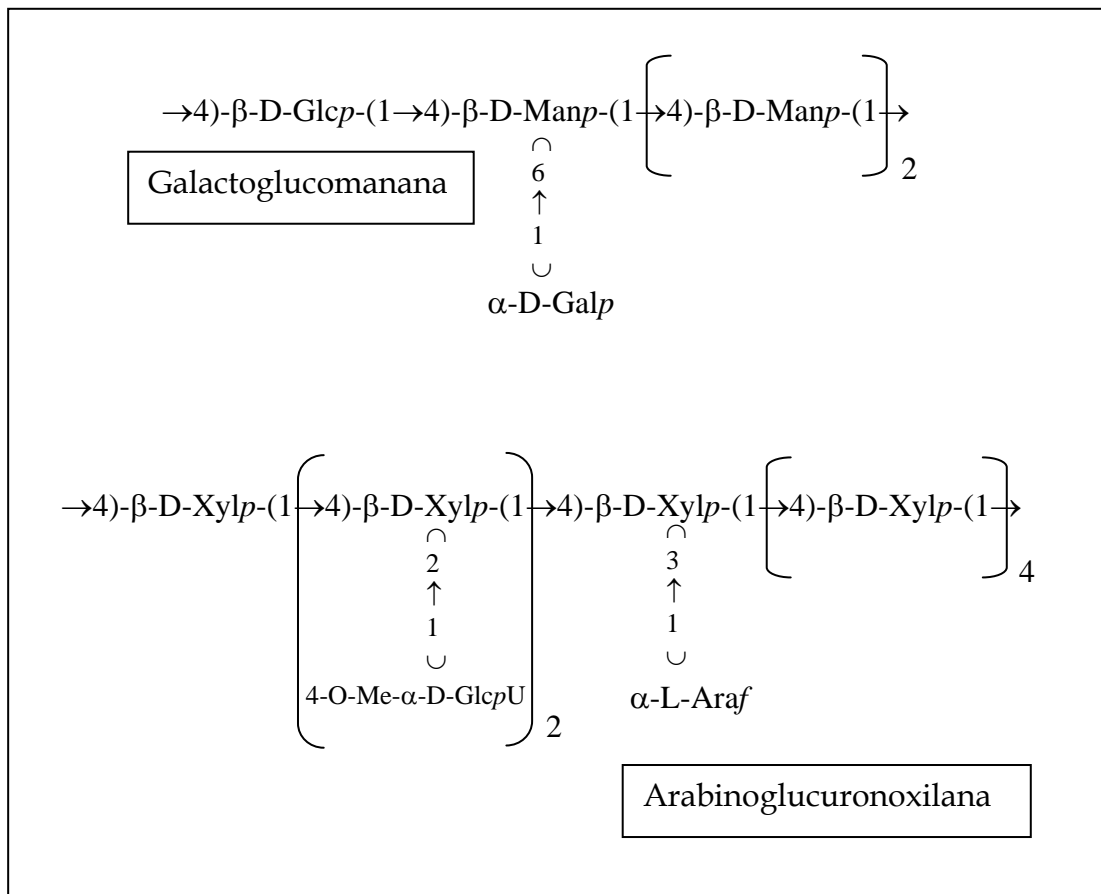 →4)-β-D-Glcp-(1→4)-β-D-Manp-(1→4)-β-D-Manp-(1→
2
6
↑
1
α-D-Galp
Galactoglucomanana
→4)-β-D-Xylp-(1→4)-β-D-Xylp-(1→4)-β-D-Xylp-(1→4)-β-D-Xylp-(1→
4
2
↑
1
4-O-Me-α-D-GlcpU
2
3
↑
1
α-L-Araf
Arabinoglucuronoxilana